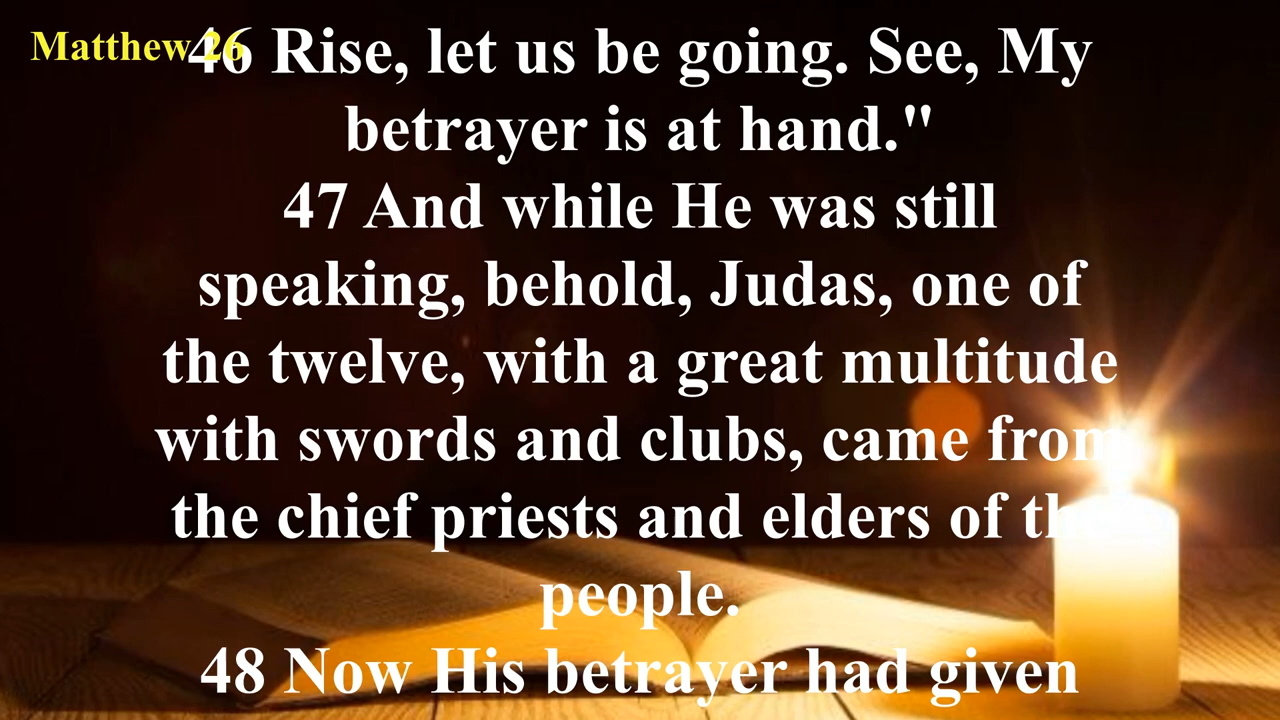 Matthew 26
46 Rise, let us be going. See, My
betrayer is at hand."
47 And while He was still
speaking, behold, Judas, one of
the twelve, with a great multitude
with swords and clubs, came from
the chief priests and elders of the
people.
48 Now His betrayer had given